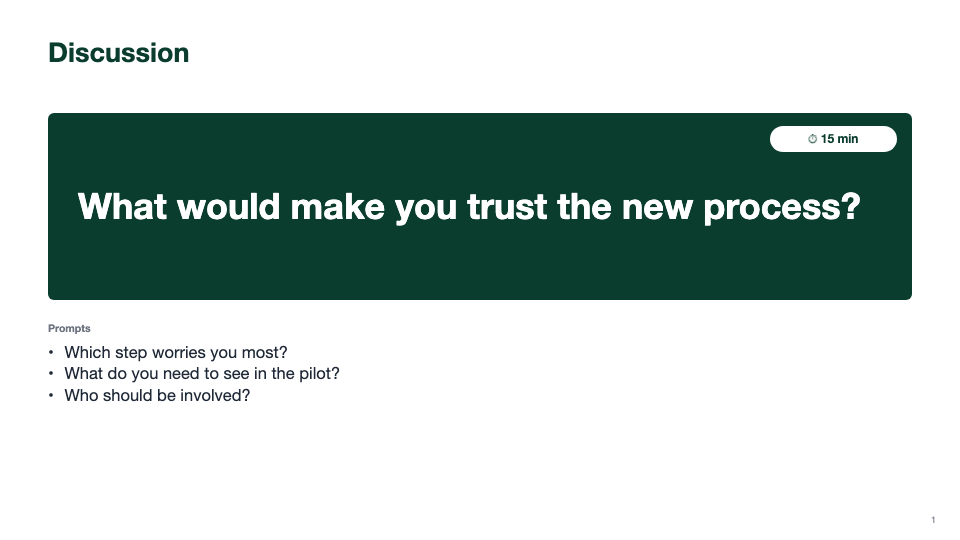 Discussion
⏱ 15 min
What would make you trust the new process?
Prompts
• Which step worries you most?
• What do you need to see in the pilot?
• Who should be involved?
1